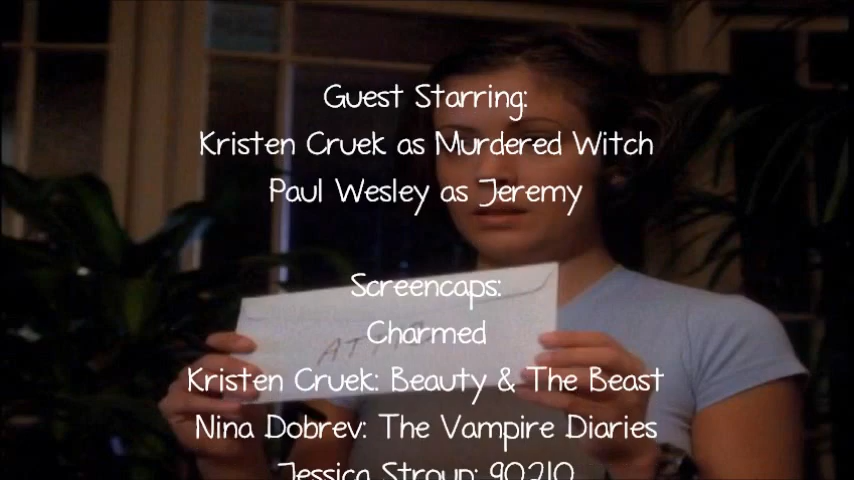 Guest Starring:
Kristen Cruek as Murdered Witch
Paul Wesley as Jeremy
Screencaps:
Charmed
ATTIC
Kristen Cruek: Beauty & The Beast
Nina Dobrev: The Vampire Diaries
Jessica Stroup: 90210